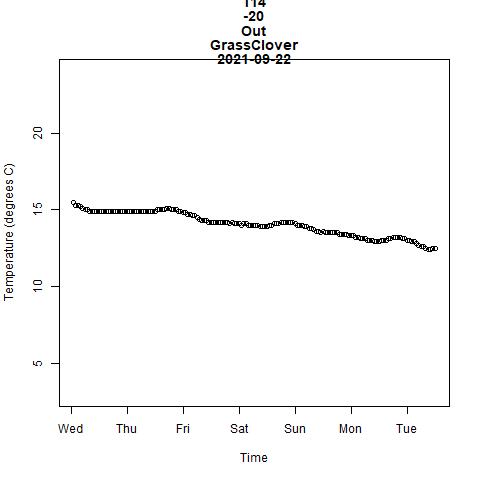 114
-20
Out
GrassClover
2021-09-22
Temperature (degrees C)
20
15
10
5
Wed
Thu
Fri
Sat
Sun
Mon
Tue
Time